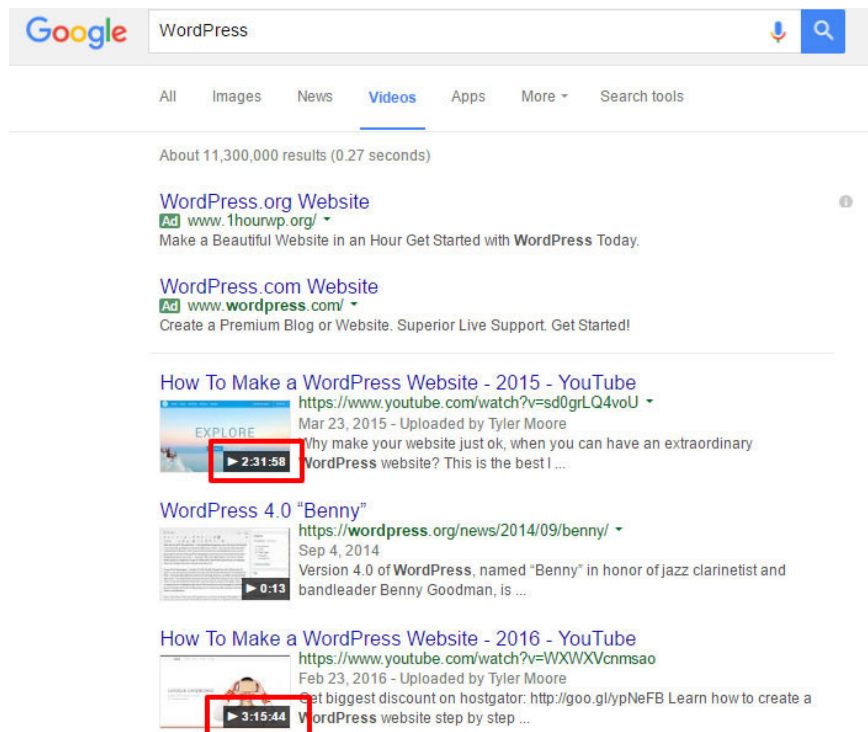 Google
WordPress
All Images News Videos Apps More Search tools
About 11,300,000 results (0.27 seconds)
WordPress.org Website
Ad www.1hourwp.org/
Make a Beautiful Website in an Hour Get Started with WordPress Today.
WordPress.com Website
Ad www.wordpress.com/
Create a Premium Blog or Website. Superior Live Support. Get Started!
How To Make a WordPress Website - 2015 - YouTube
https://www.youtube.com/watch?v=sd0grLQ4voU
Mar 23, 2015 - Uploaded by Tyler Moore
EXPLORE
Why make your website just ok, when you can have an extraordinary
2:31:58
WordPress website? This is the best I ...
WordPress 4.0 “Benny”
https://wordpress.org/news/2014/09/benny/
Sep 4, 2014
Version 4.0 of WordPress, named “Benny” in honor of jazz clarinetist and
0:13
bandleader Benny Goodman, is ...
How To Make a WordPress Website - 2016 - YouTube
https://www.youtube.com/watch?v=WXWXVcnmsao
Feb 23, 2016 - Uploaded by Tyler Moore
Get biggest discount on hostgator: http://goo.gl/ypNeFB Learn how to create a
3:15:44
WordPress website step by step ...